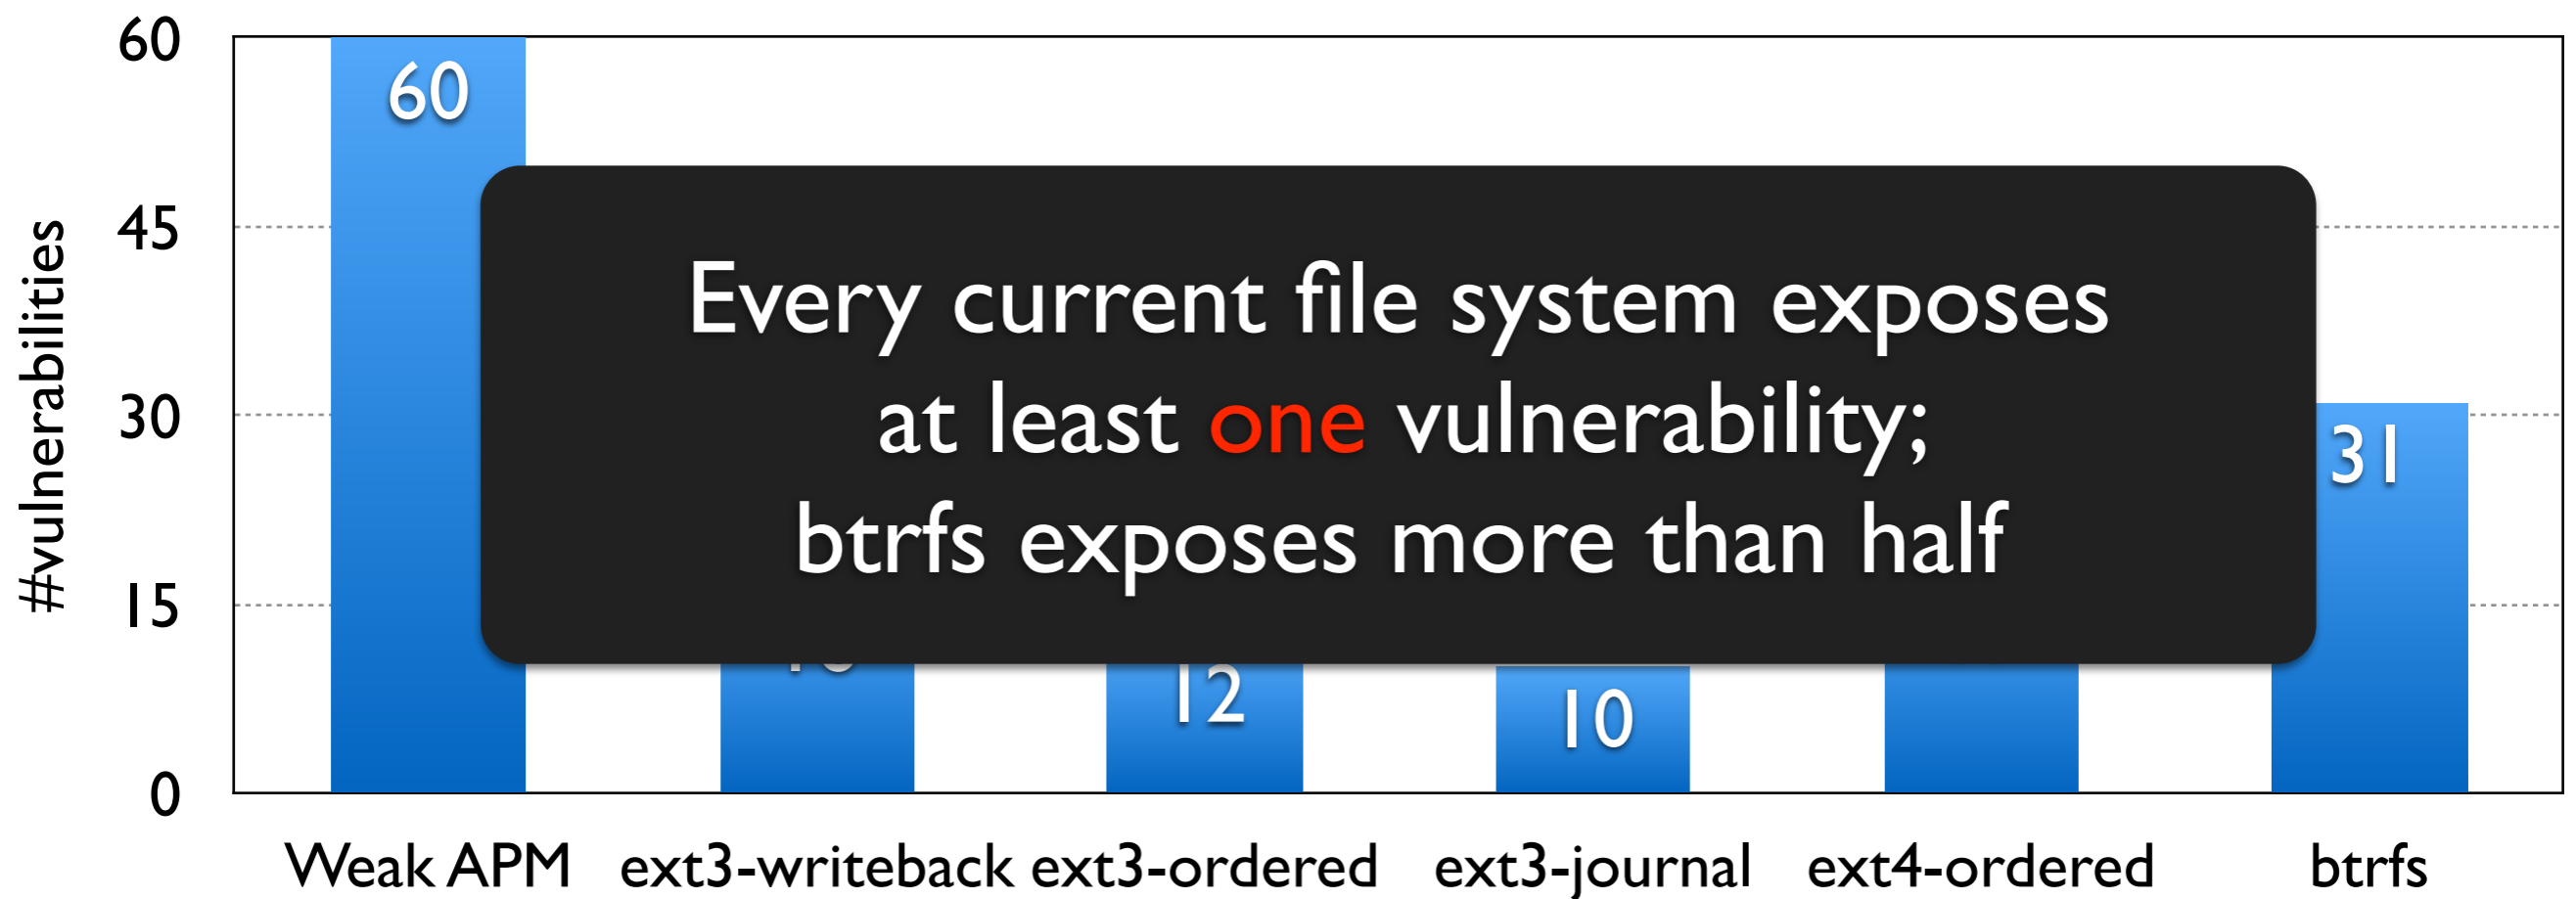 60
45
30
15
0
#vulnerabilities
60
12
10
31
Every current file system exposes
at least one vulnerability;
btrfs exposes more than half
Weak APM ext3-writeback ext3-ordered ext3-journal ext4-ordered btrfs